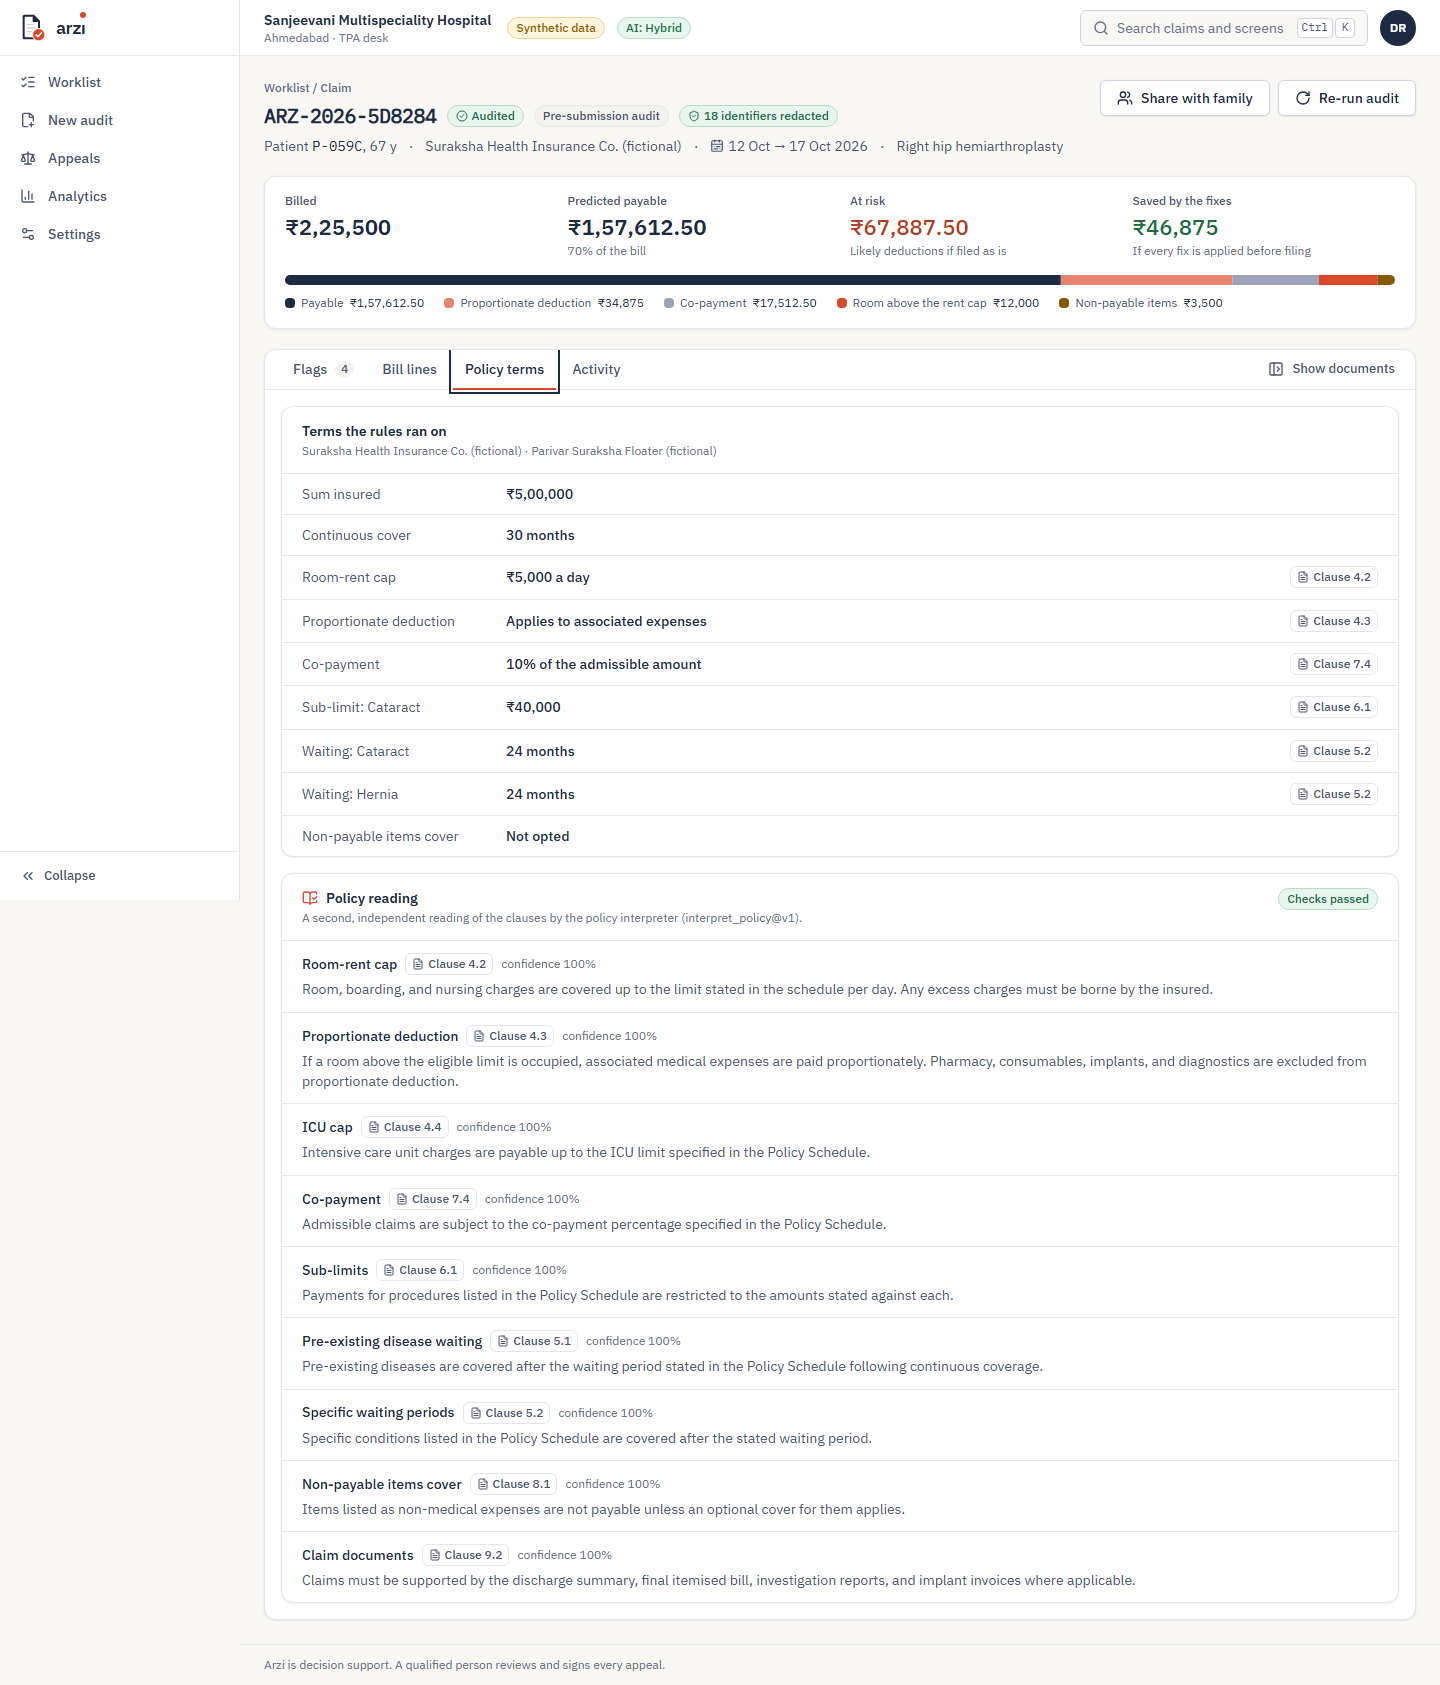 arzi
Sanjeevani Multispeciality Hospital
Ahmedabad · TPA desk
Synthetic data
AI: Hybrid
Search claims and screens
Ctrl K
DR
Worklist
New audit
Appeals
Analytics
Settings
Collapse
Worklist / Claim
ARZ-2026-5D8284
Audited
Pre-submission audit
18 identifiers redacted
Share with family
Re-run audit
Patient P-059C, 67 y · Suraksha Health Insurance Co. (fictional) · 12 Oct → 17 Oct 2026 · Right hip hemiarthroplasty
Billed
₹2,25,500
Predicted payable
₹1,57,612.50
70% of the bill
At risk
₹67,887.50
Likely deductions if filed as is
Saved by the fixes
₹46,875
If every fix is applied before filing
Payable ₹1,57,612.50
Proportionate deduction ₹34,875
Co-payment ₹17,512.50
Room above the rent cap ₹12,000
Non-payable items ₹3,500
Flags 4
Bill lines
Policy terms
Activity
Show documents
Terms the rules ran on
Suraksha Health Insurance Co. (fictional) · Parivar Suraksha Floater (fictional)
Sum insured ₹5,00,000
Continuous cover 30 months
Room-rent cap ₹5,000 a day Clause 4.2
Proportionate deduction Applies to associated expenses Clause 4.3
Co-payment 10% of the admissible amount Clause 7.4
Sub-limit: Cataract ₹40,000 Clause 6.1
Waiting: Cataract 24 months Clause 5.2
Waiting: Hernia 24 months Clause 5.2
Non-payable items cover Not opted
Policy reading
Checks passed
A second, independent reading of the clauses by the policy interpreter (interpret_policy@v1).
Room-rent cap Clause 4.2 confidence 100%
Room, boarding, and nursing charges are covered up to the limit stated in the schedule per day. Any excess charges must be borne by the insured.
Proportionate deduction Clause 4.3 confidence 100%
If a room above the eligible limit is occupied, associated medical expenses are paid proportionately. Pharmacy, consumables, implants, and diagnostics are excluded from
proportionate deduction.
ICU cap Clause 4.4 confidence 100%
Intensive care unit charges are payable up to the ICU limit specified in the Policy Schedule.
Co-payment Clause 7.4 confidence 100%
Admissible claims are subject to the co-payment percentage specified in the Policy Schedule.
Sub-limits Clause 6.1 confidence 100%
Payments for procedures listed in the Policy Schedule are restricted to the amounts stated against each.
Pre-existing disease waiting Clause 5.1 confidence 100%
Pre-existing diseases are covered after the waiting period stated in the Policy Schedule following continuous coverage.
Specific waiting periods Clause 5.2 confidence 100%
Specific conditions listed in the Policy Schedule are covered after the stated waiting period.
Non-payable items cover Clause 8.1 confidence 100%
Items listed as non-medical expenses are not payable unless an optional cover for them applies.
Claim documents Clause 9.2 confidence 100%
Claims must be supported by the discharge summary, final itemised bill, investigation reports, and implant invoices where applicable.
Arzi is decision support. A qualified person reviews and signs every appeal.